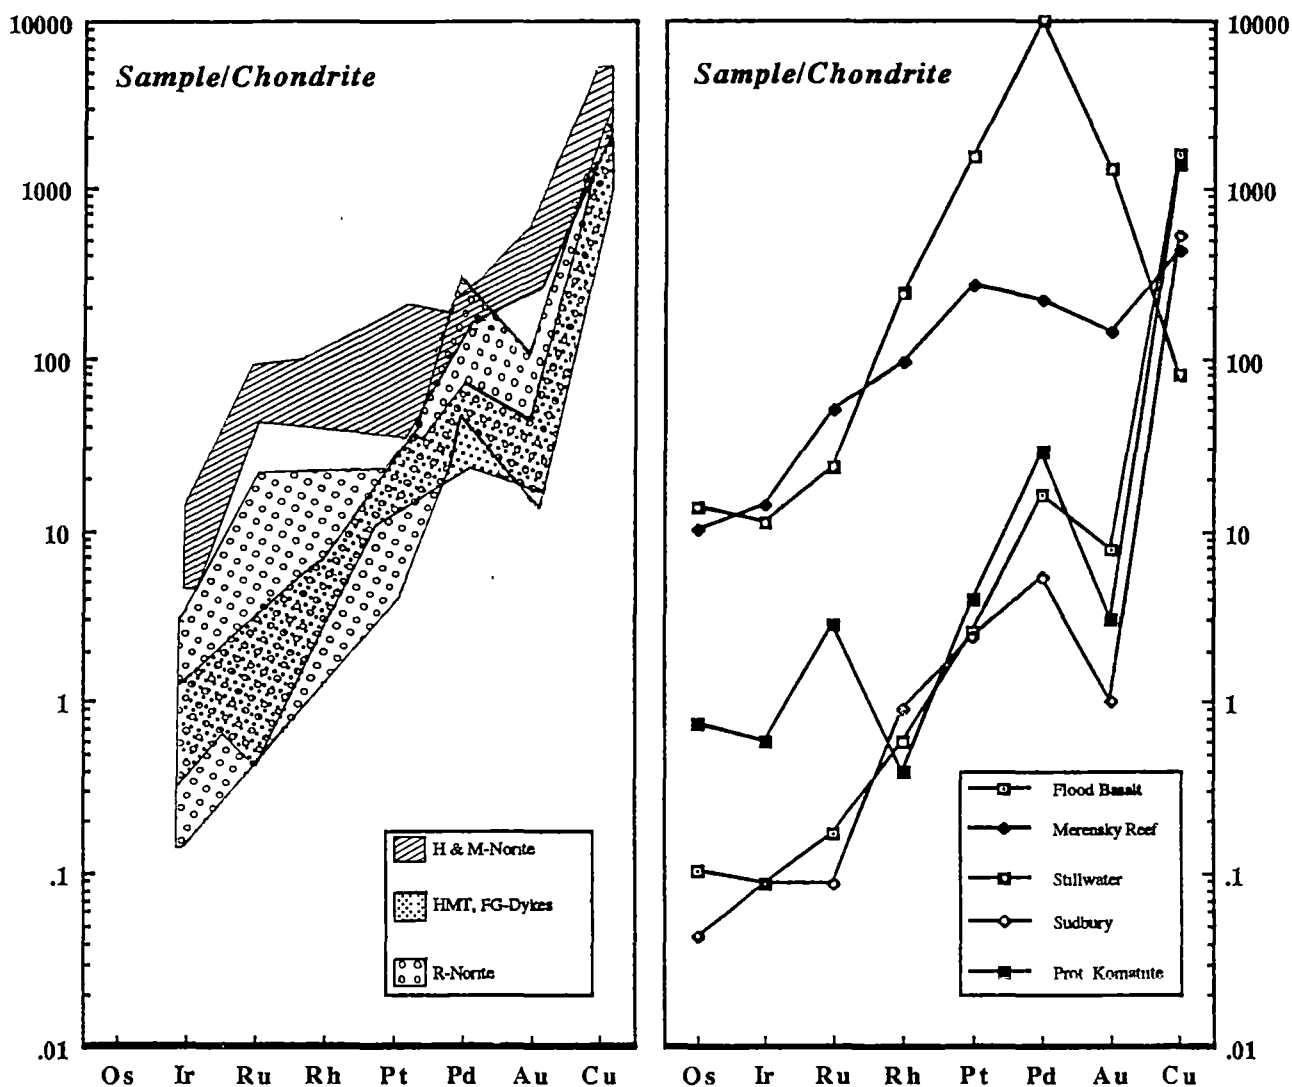 10000
1000
100
10
1
.1
.01
Sample/Chondrite
H & M-Norite
HMT, FG-Dykes
R-Norite
Os Ir Ru Rh Pt Pd Au Cu
Sample/Chondrite
Flood Basalt
Merensky Reef
Stillwater
Sudbury
Prot Komatiite
Os Ir Ru Rh Pt Pd Au Cu
10000
1000
100
10
1
.1
.01